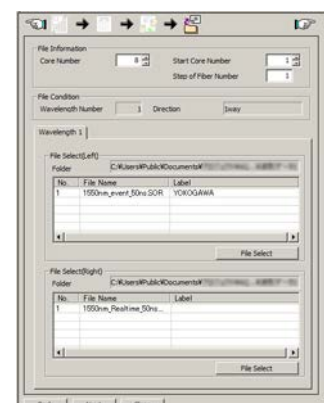 File Information
Core Number 8 Start Core Number 1
Step of Fiber Number 1
File Condition
Wavelength Number 1 Direction 1way
Wavelength 1
File Select(Left)
Folder C:¥Users¥Public¥Documents¥
No. File Name Label
1 1550nm_event_50ns.SOR YOKOGAWA
File Select
File Select(Right)
Folder C:¥Users¥Public¥Documents¥
No. File Name Label
1 1550nm_Realtime_50ns...
File Select